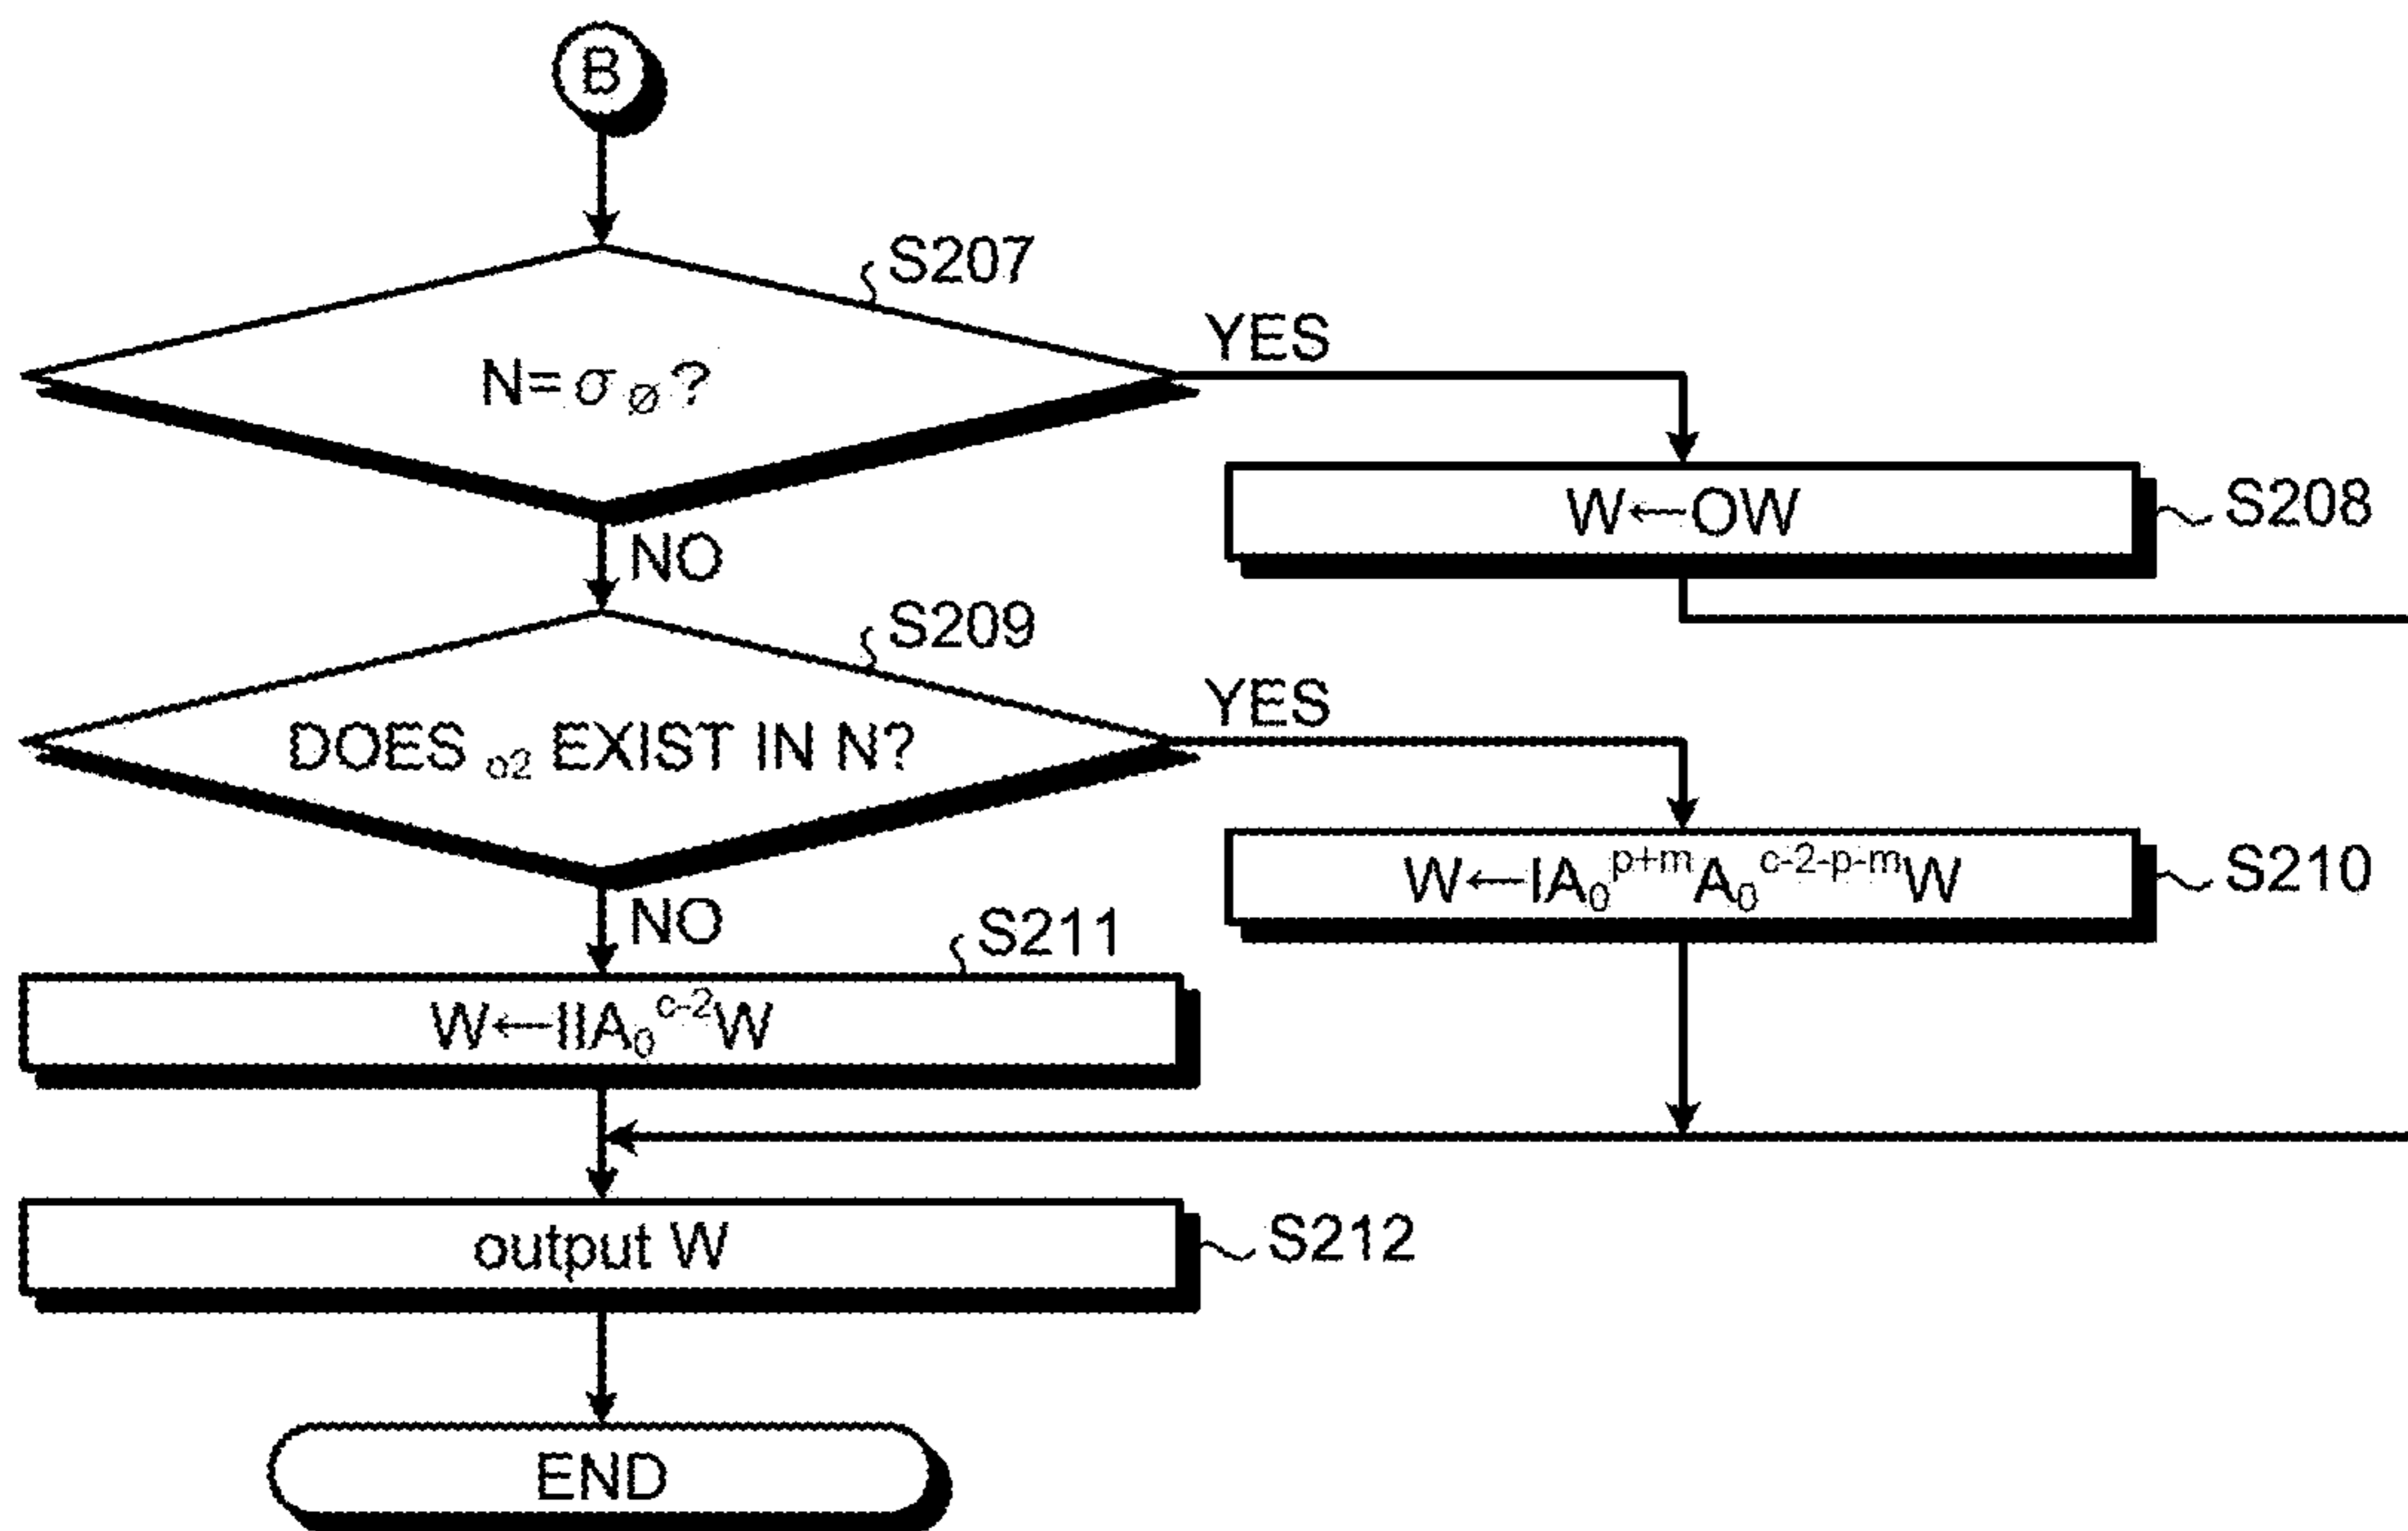 B
S207
N=σ∅?
YES
W←OW
S208
NO
S209
DOES σ2 EXIST IN N?
YES
W←IA₀ᵖ⁺ᵐA₀ᶜ⁻²⁻ᵖ⁻ᵐW
S210
NO
S211
W←IIA₀ᶜ⁻²W
output W
S212
END